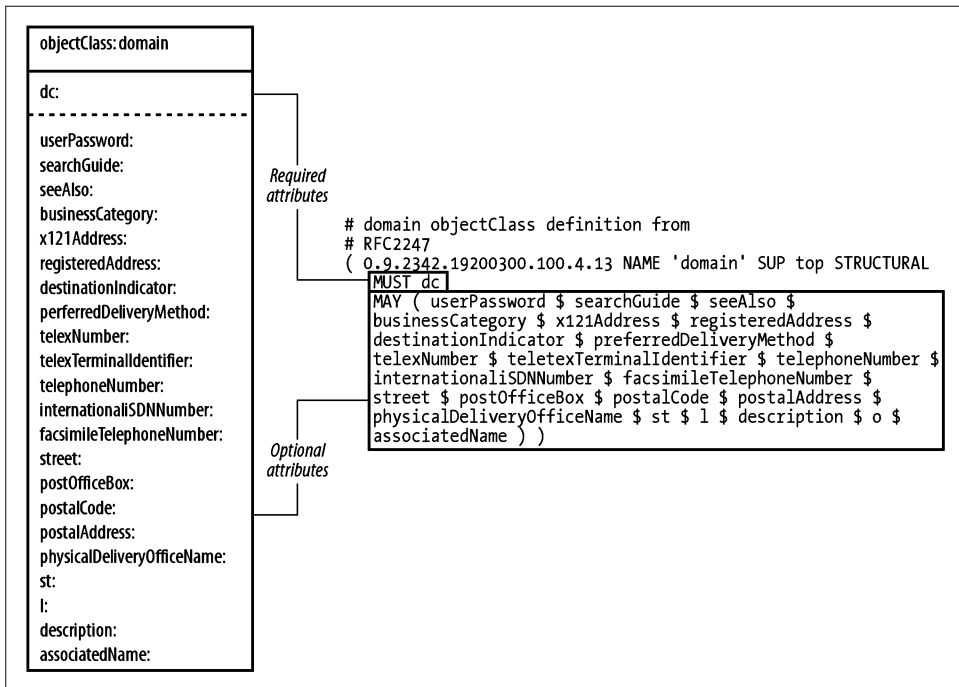 objectClass: domain
dc:
userPassword:
searchGuide:
seeAlso:
businessCategory:
x121Address:
registeredAddress:
destinationIndicator:
perferredDeliveryMethod:
telexNumber:
telexTerminalIdentifier:
telephoneNumber:
internationaliSDNNumber:
facsimileTelephoneNumber:
street:
postOfficeBox:
postalCode:
postalAddress:
physicalDeliveryOfficeName:
st:
l:
description:
associatedName:
Required
attributes
Optional
attributes
# domain objectClass definition from
# RFC2247
( 0.9.2342.19200300.100.4.13 NAME 'domain' SUP top STRUCTURAL
MUST dc
MAY ( userPassword $ searchGuide $ seeAlso $
businessCategory $ x121Address $ registeredAddress $
destinationIndicator $ preferredDeliveryMethod $
telexNumber $ teletexTerminalIdentifier $ telephoneNumber $
internationaliSDNNumber $ facsimileTelephoneNumber $
street $ postOfficeBox $ postalCode $ postalAddress $
physicalDeliveryOfficeName $ st $ l $ description $ o $
associatedName ) )